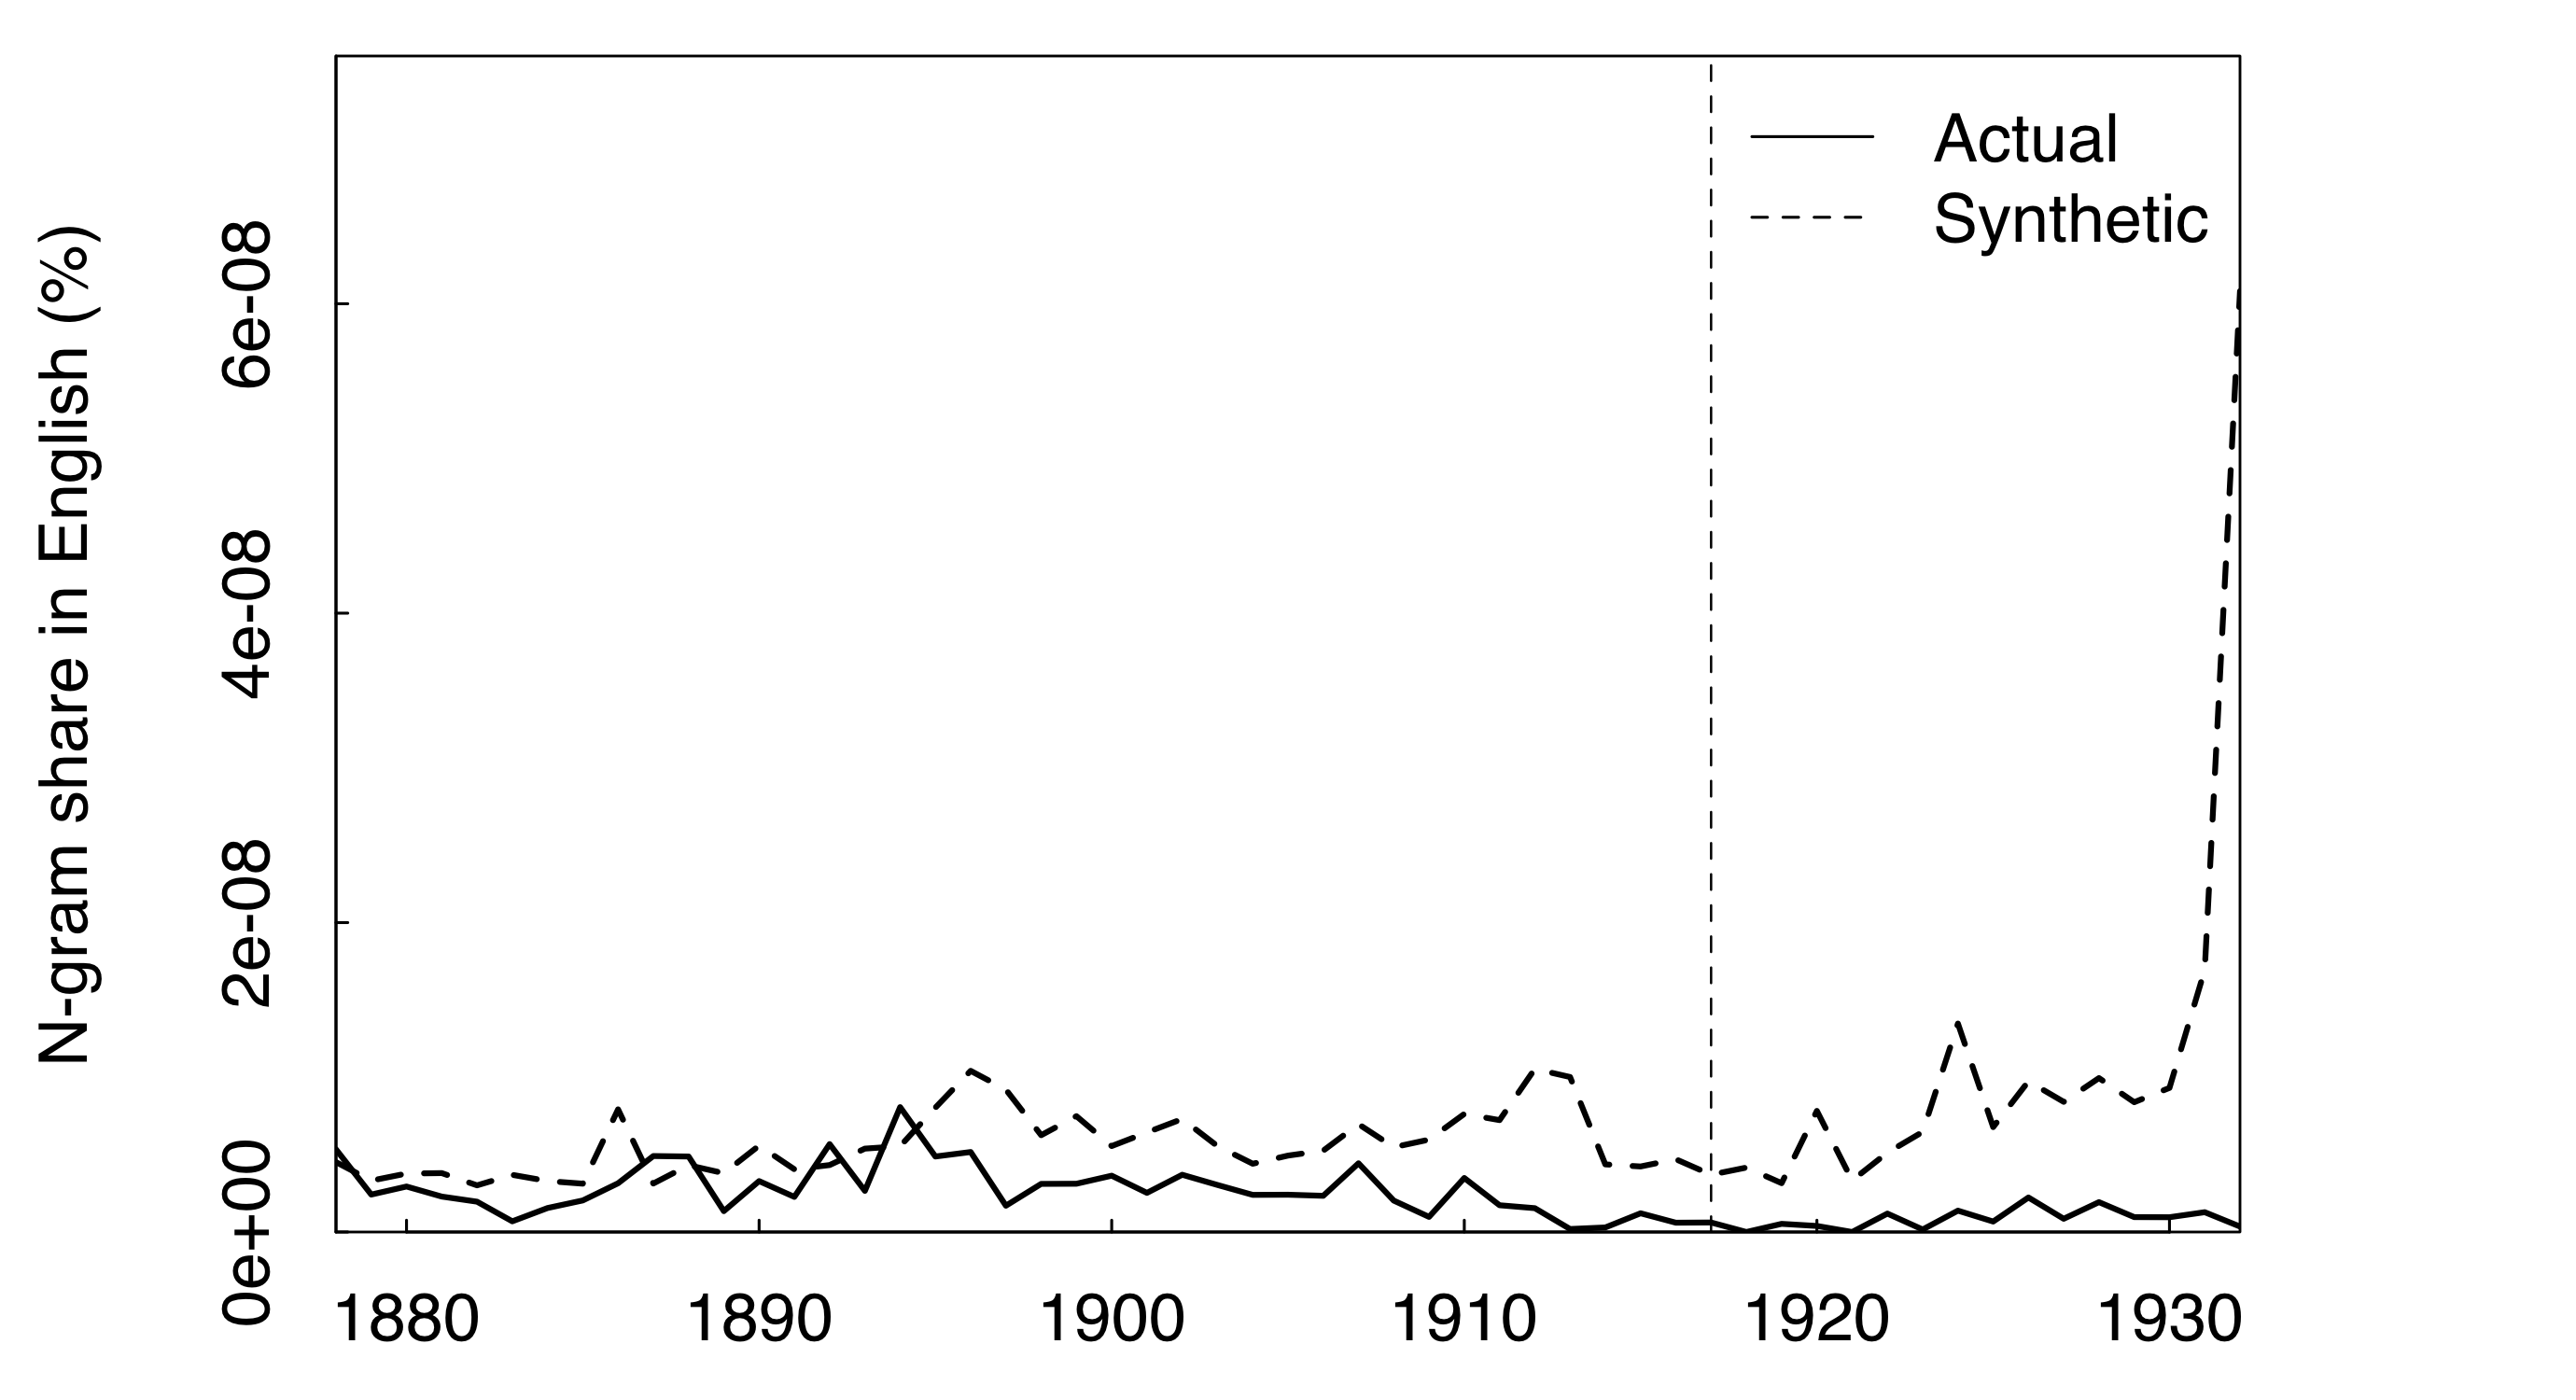 N-gram share in English (%)
6e-08
4e-08
2e-08
0e+00
Actual
Synthetic
1880 1890 1900 1910 1920 1930